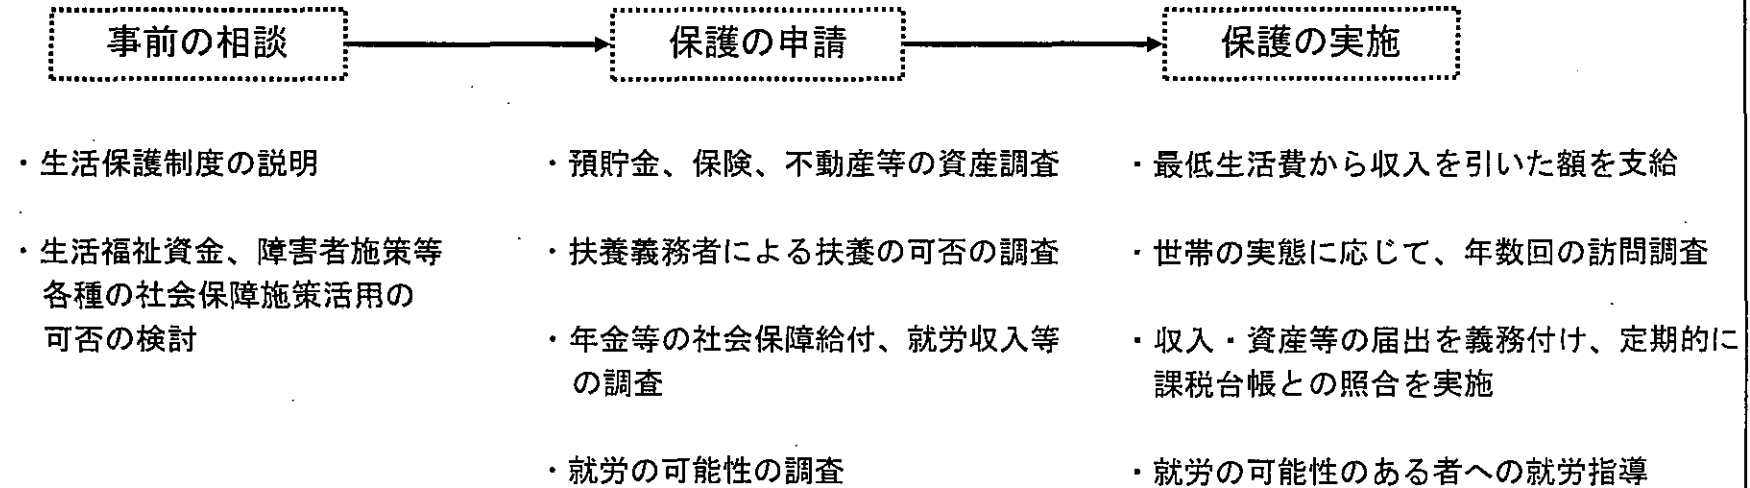 事前の相談
保護の申請
保護の実施
・生活保護制度の説明
・生活福祉資金、障害者施策等
各種の社会保障施策活用の
可否の検討
・預貯金、保険、不動産等の資産調査
・扶養義務者による扶養の可否の調査
・年金等の社会保障給付、就労収入等
の調査
・就労の可能性の調査
・最低生活費から収入を引いた額を支給
・世帯の実態に応じて、年数回の訪問調査
・収入・資産等の届出を義務付け、定期的に
課税台帳との照合を実施
・就労の可能性のある者への就労指導